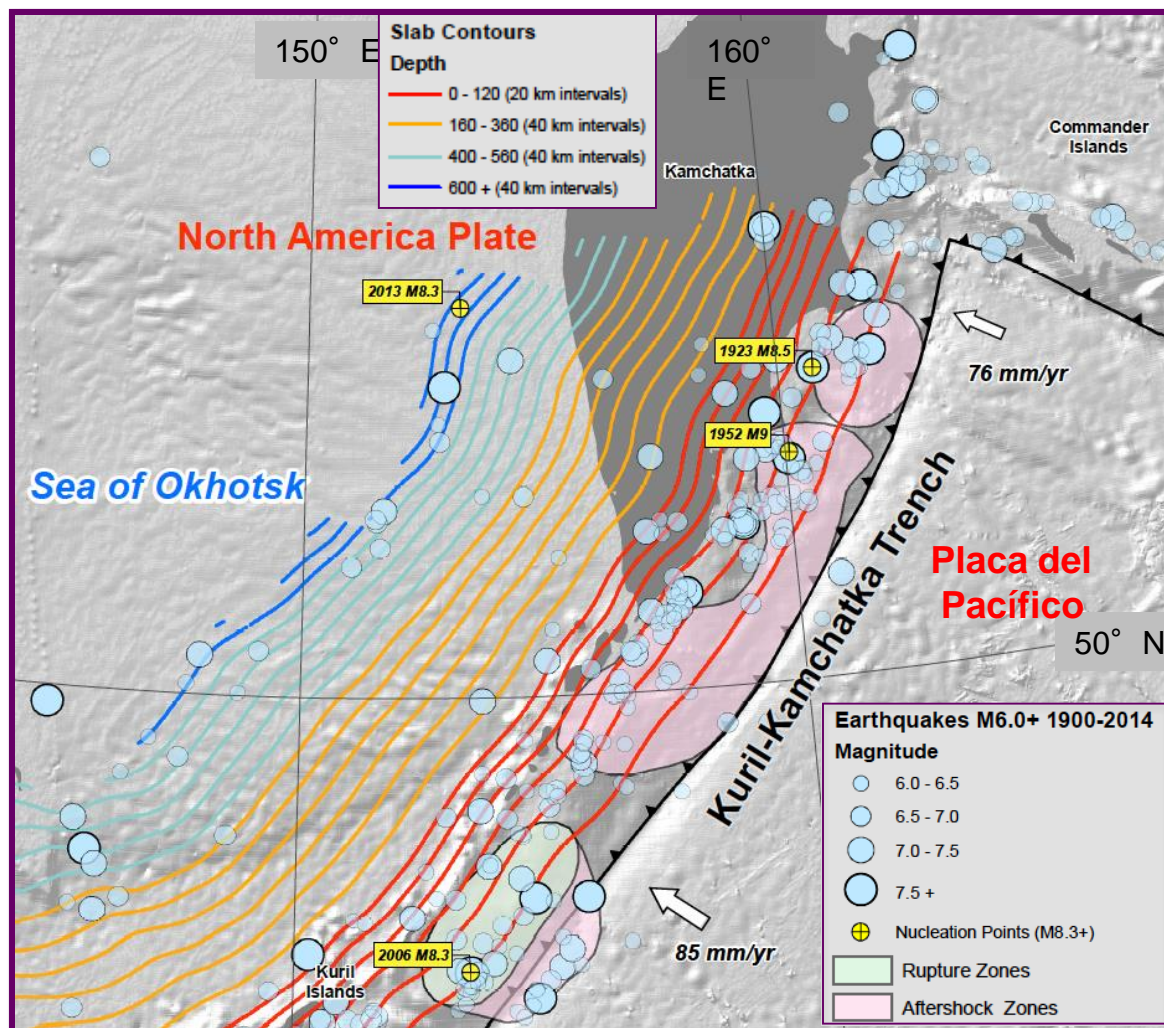 Slab Contours
Depth
0 - 120 (20 km intervals)
160 - 360 (40 km intervals)
400 - 560 (40 km intervals)
600 + (40 km intervals)
150° E
160°
E
Commander
Islands
Kamchatka
North America Plate
2013 M8.3
1923 M8.5
76 mm/yr
1952 M9
Sea of Okhotsk
Kuril-Kamchatka Trench
Placa del
Pacífico
50° N
85 mm/yr
2006 M8.3
Kuril
Islands
Earthquakes M6.0+ 1900-2014
Magnitude
6.0 - 6.5
6.5 - 7.0
7.0 - 7.5
7.5 +
Nucleation Points (M8.3+)
Rupture Zones
Aftershock Zones